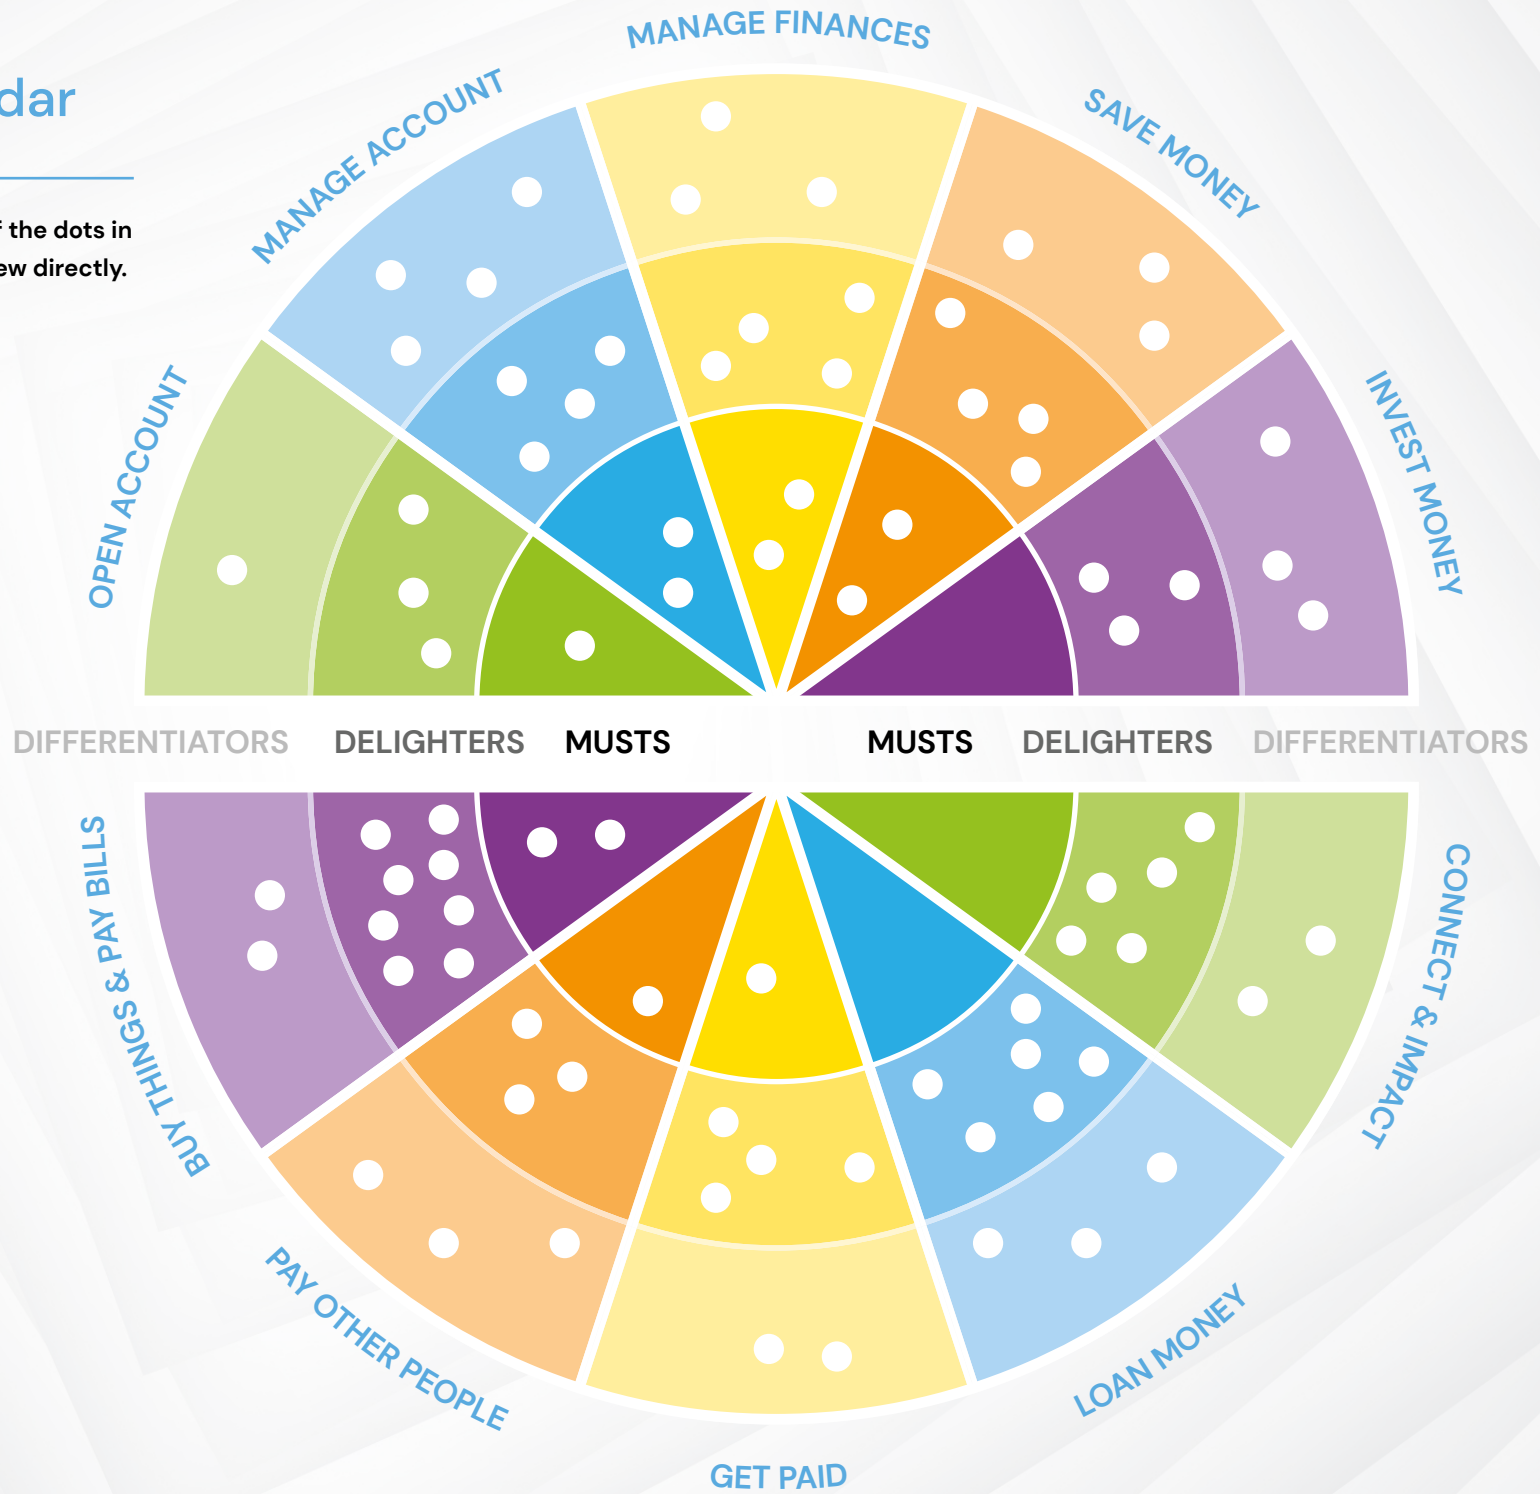 MANAGE FINANCES
dar
MANAGE ACCOUNT
SAVE MONEY
the dots in
directly.
OPEN ACCOUNT
INVEST MONEY
DIFFERENTIATORS DELIGHTERS MUSTS MUSTS DELIGHTERS DIFFERENTIATORS
BUY THINGS & PAY BILLS
CONNECT & IMPACT
PAY OTHER PEOPLE
LOAN MONEY
GET PAID